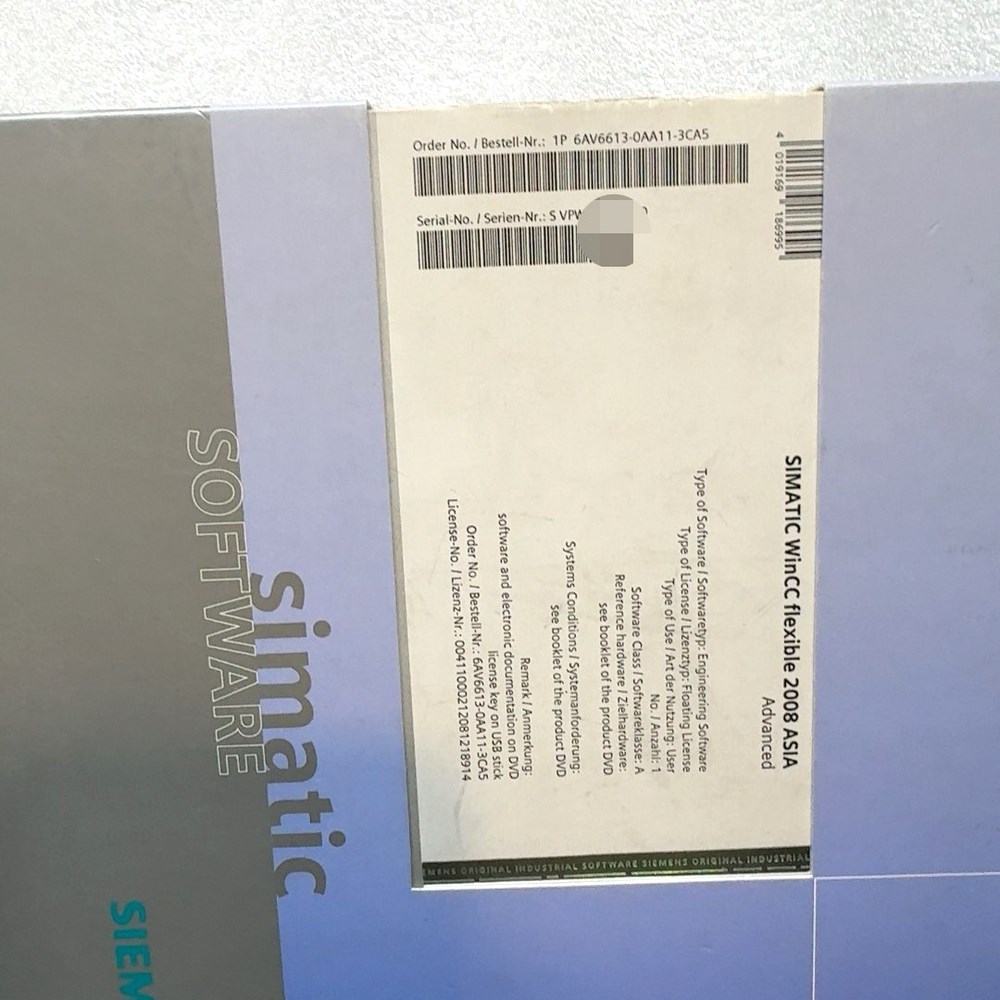 Order No. / Bestell-Nr.: 1P 6AV6613-0AA11-3CA5
Serial-No. / Serien-Nr.: S VPW
4 019169 186995
SIMATIC WinCC flexible 2008 ASIA
Advanced
Type of Software / Softwaretyp: Engineering Software
Type of License / Lizenztyp: Floating License
Type of Use / Art der Nutzung: User
No. / Anzahl: 1
Software Class / Softwareklasse: A
Reference hardware / Zielhardware:
see booklet of the product DVD
Systems Conditions / Systemanforderung:
see booklet of the product DVD
Remark / Anmerkung:
software and electronic documentation on DVD
license key on USB stick
Order No. / Bestell-Nr.: 6AV6613-0AA11-3CA5
License-No. / Lizenz-Nr.: 00411000212081218914
EMENS ORIGINAL INDUSTRIAL SOFTWARE SIEMENS ORIGINAL INDUSTRIAL
simatic
SOFTWARE
SIEM